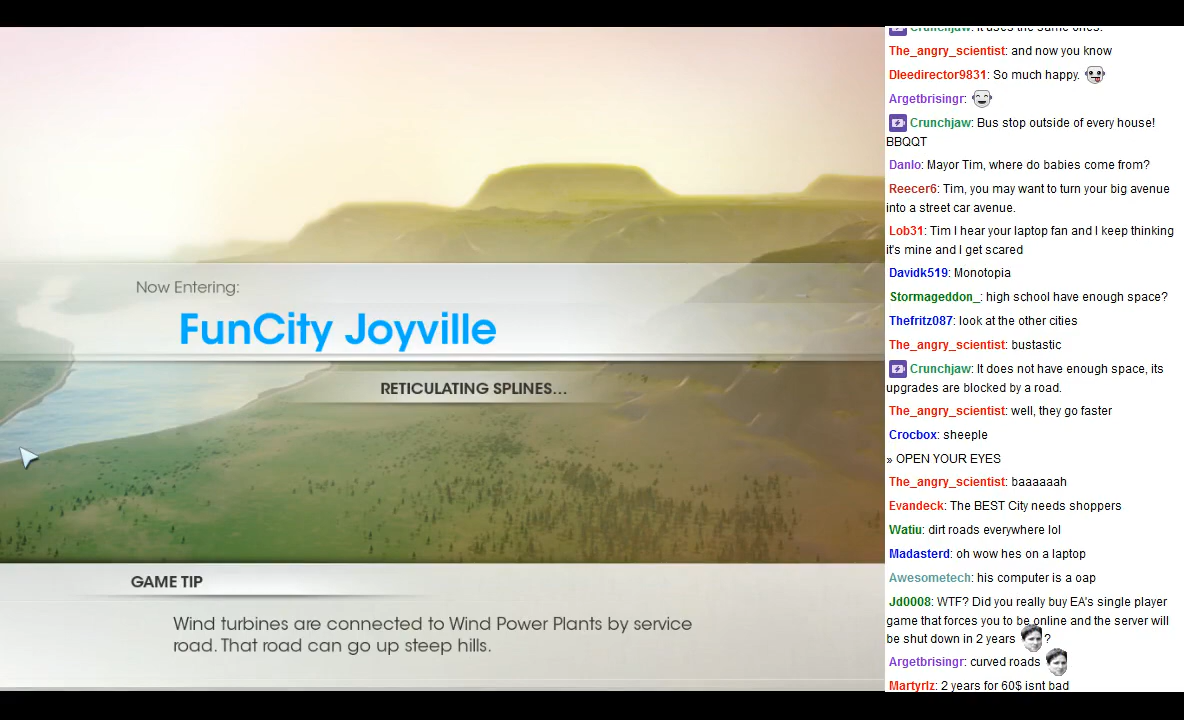 Now Entering:
FunCity Joyville
RETICULATING SPLINES...
GAME TIP
Wind turbines are connected to Wind Power Plants by service
road. That road can go up steep hills.
Crunchjaw: It uses the same ones!
The_angry_scientist: and now you know
Dleedirector9831: So much happy.
Argetbrisingr:
Crunchjaw: Bus stop outside of every house!
BBQQT
Danlo: Mayor Tim, where do babies come from?
Reecer6: Tim, you may want to turn your big avenue
into a street car avenue.
Lob31: Tim I hear your laptop fan and I keep thinking
it's mine and I get scared
Davidk519: Monotopia
Stormageddon_: high school have enough space?
Thefritz087: look at the other cities
The_angry_scientist: bustastic
Crunchjaw: It does not have enough space, its
upgrades are blocked by a road.
The_angry_scientist: well, they go faster
Crocbox: sheeple
» OPEN YOUR EYES
The_angry_scientist: baaaaaah
Evandeck: The BEST City needs shoppers
Watiu: dirt roads everywhere lol
Madasterd: oh wow hes on a laptop
Awesometech: his computer is a oap
Jd0008: WTF? Did you really buy EA's single player
game that forces you to be online and the server will
be shut down in 2 years ?
Argetbrisingr: curved roads
Martyrlz: 2 years for 60$ isnt bad